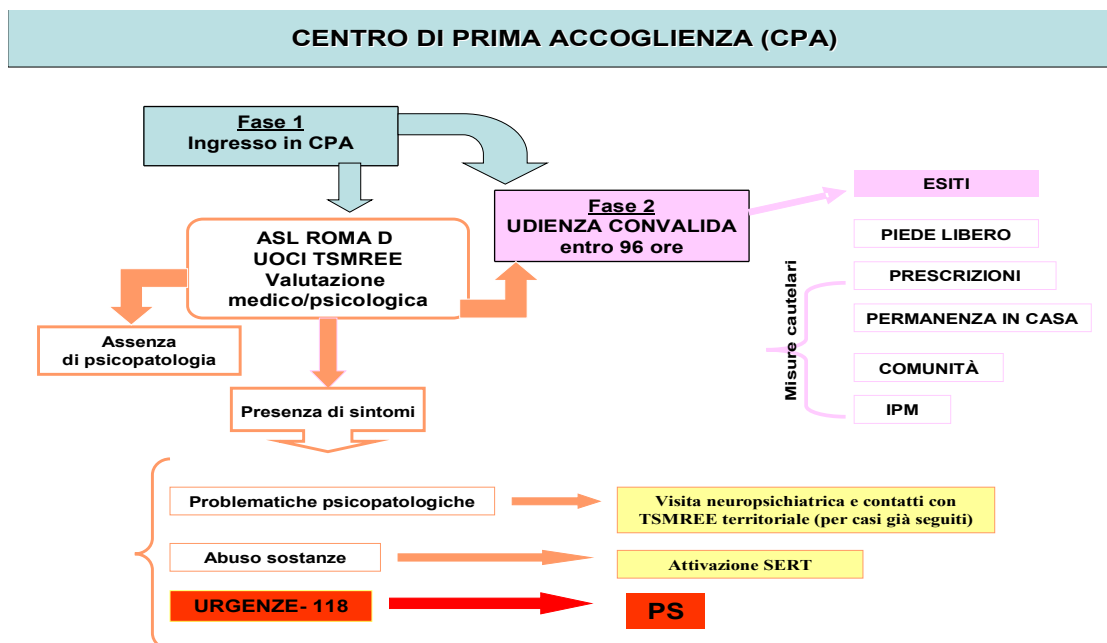 CENTRO DI PRIMA ACCOGLIENZA (CPA)
Fase 1
Ingresso in CPA
Fase 2
UDIENZA CONVALIDA
entro 96 ore
ESITI
PIEDE LIBERO
Misure cautelari
PRESCRIZIONI
PERMANENZA IN CASA
COMUNITÀ
IPM
ASL ROMA D
UOCI TSMREE
Valutazione
medico/psicologica
Assenza
di psicopatologia
Presenza di sintomi
Problematiche psicopatologiche
Visita neuropsichiatrica e contatti con
TSMREE territoriale (per casi già seguiti)
Abuso sostanze
Attivazione SERT
URGENZE- 118
PS